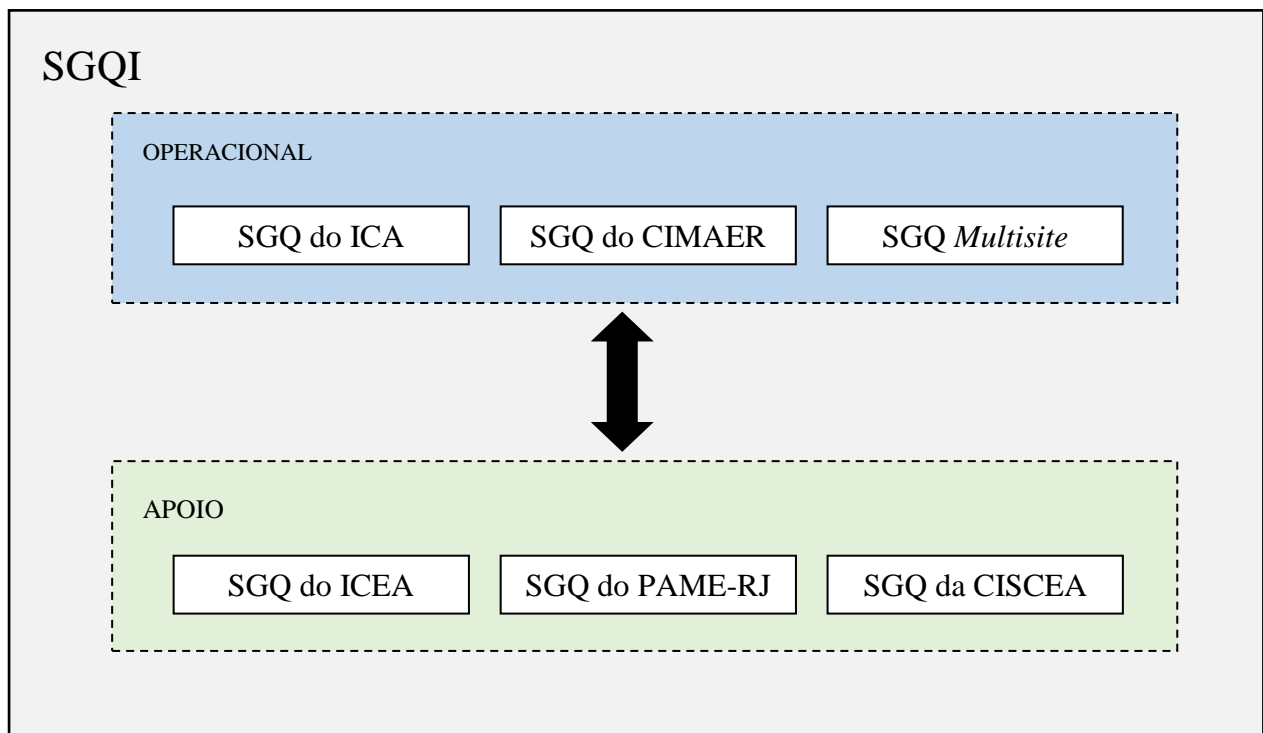 SGQI
OPERACIONAL
SGQ do ICA
SGQ do CIMAER
SGQ Multisite
APOIO
SGQ do ICEA
SGQ do PAME-RJ
SGQ da CISCEA